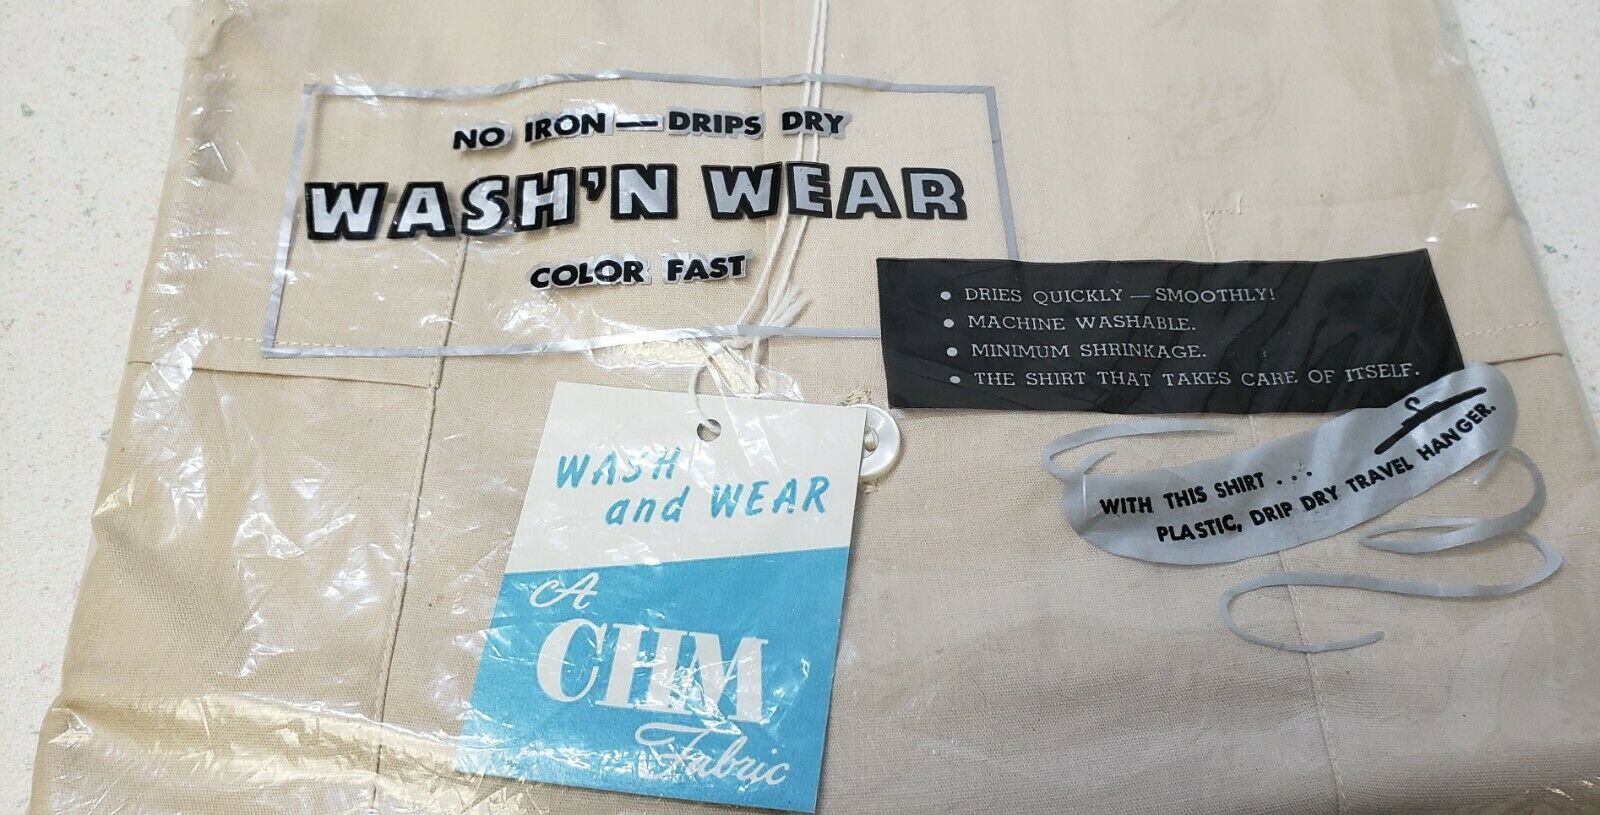 NO IRON — DRIPS DRY
WASH'N WEAR
COLOR FAST
• DRIES QUICKLY — SMOOTHLY!
• MACHINE WASHABLE.
• MINIMUM SHRINKAGE.
• THE SHIRT THAT TAKES CARE OF ITSELF.
WITH THIS SHIRT . . .
PLASTIC, DRIP DRY TRAVEL HANGER.
WASH
and WEAR
A
CHM
Fabric